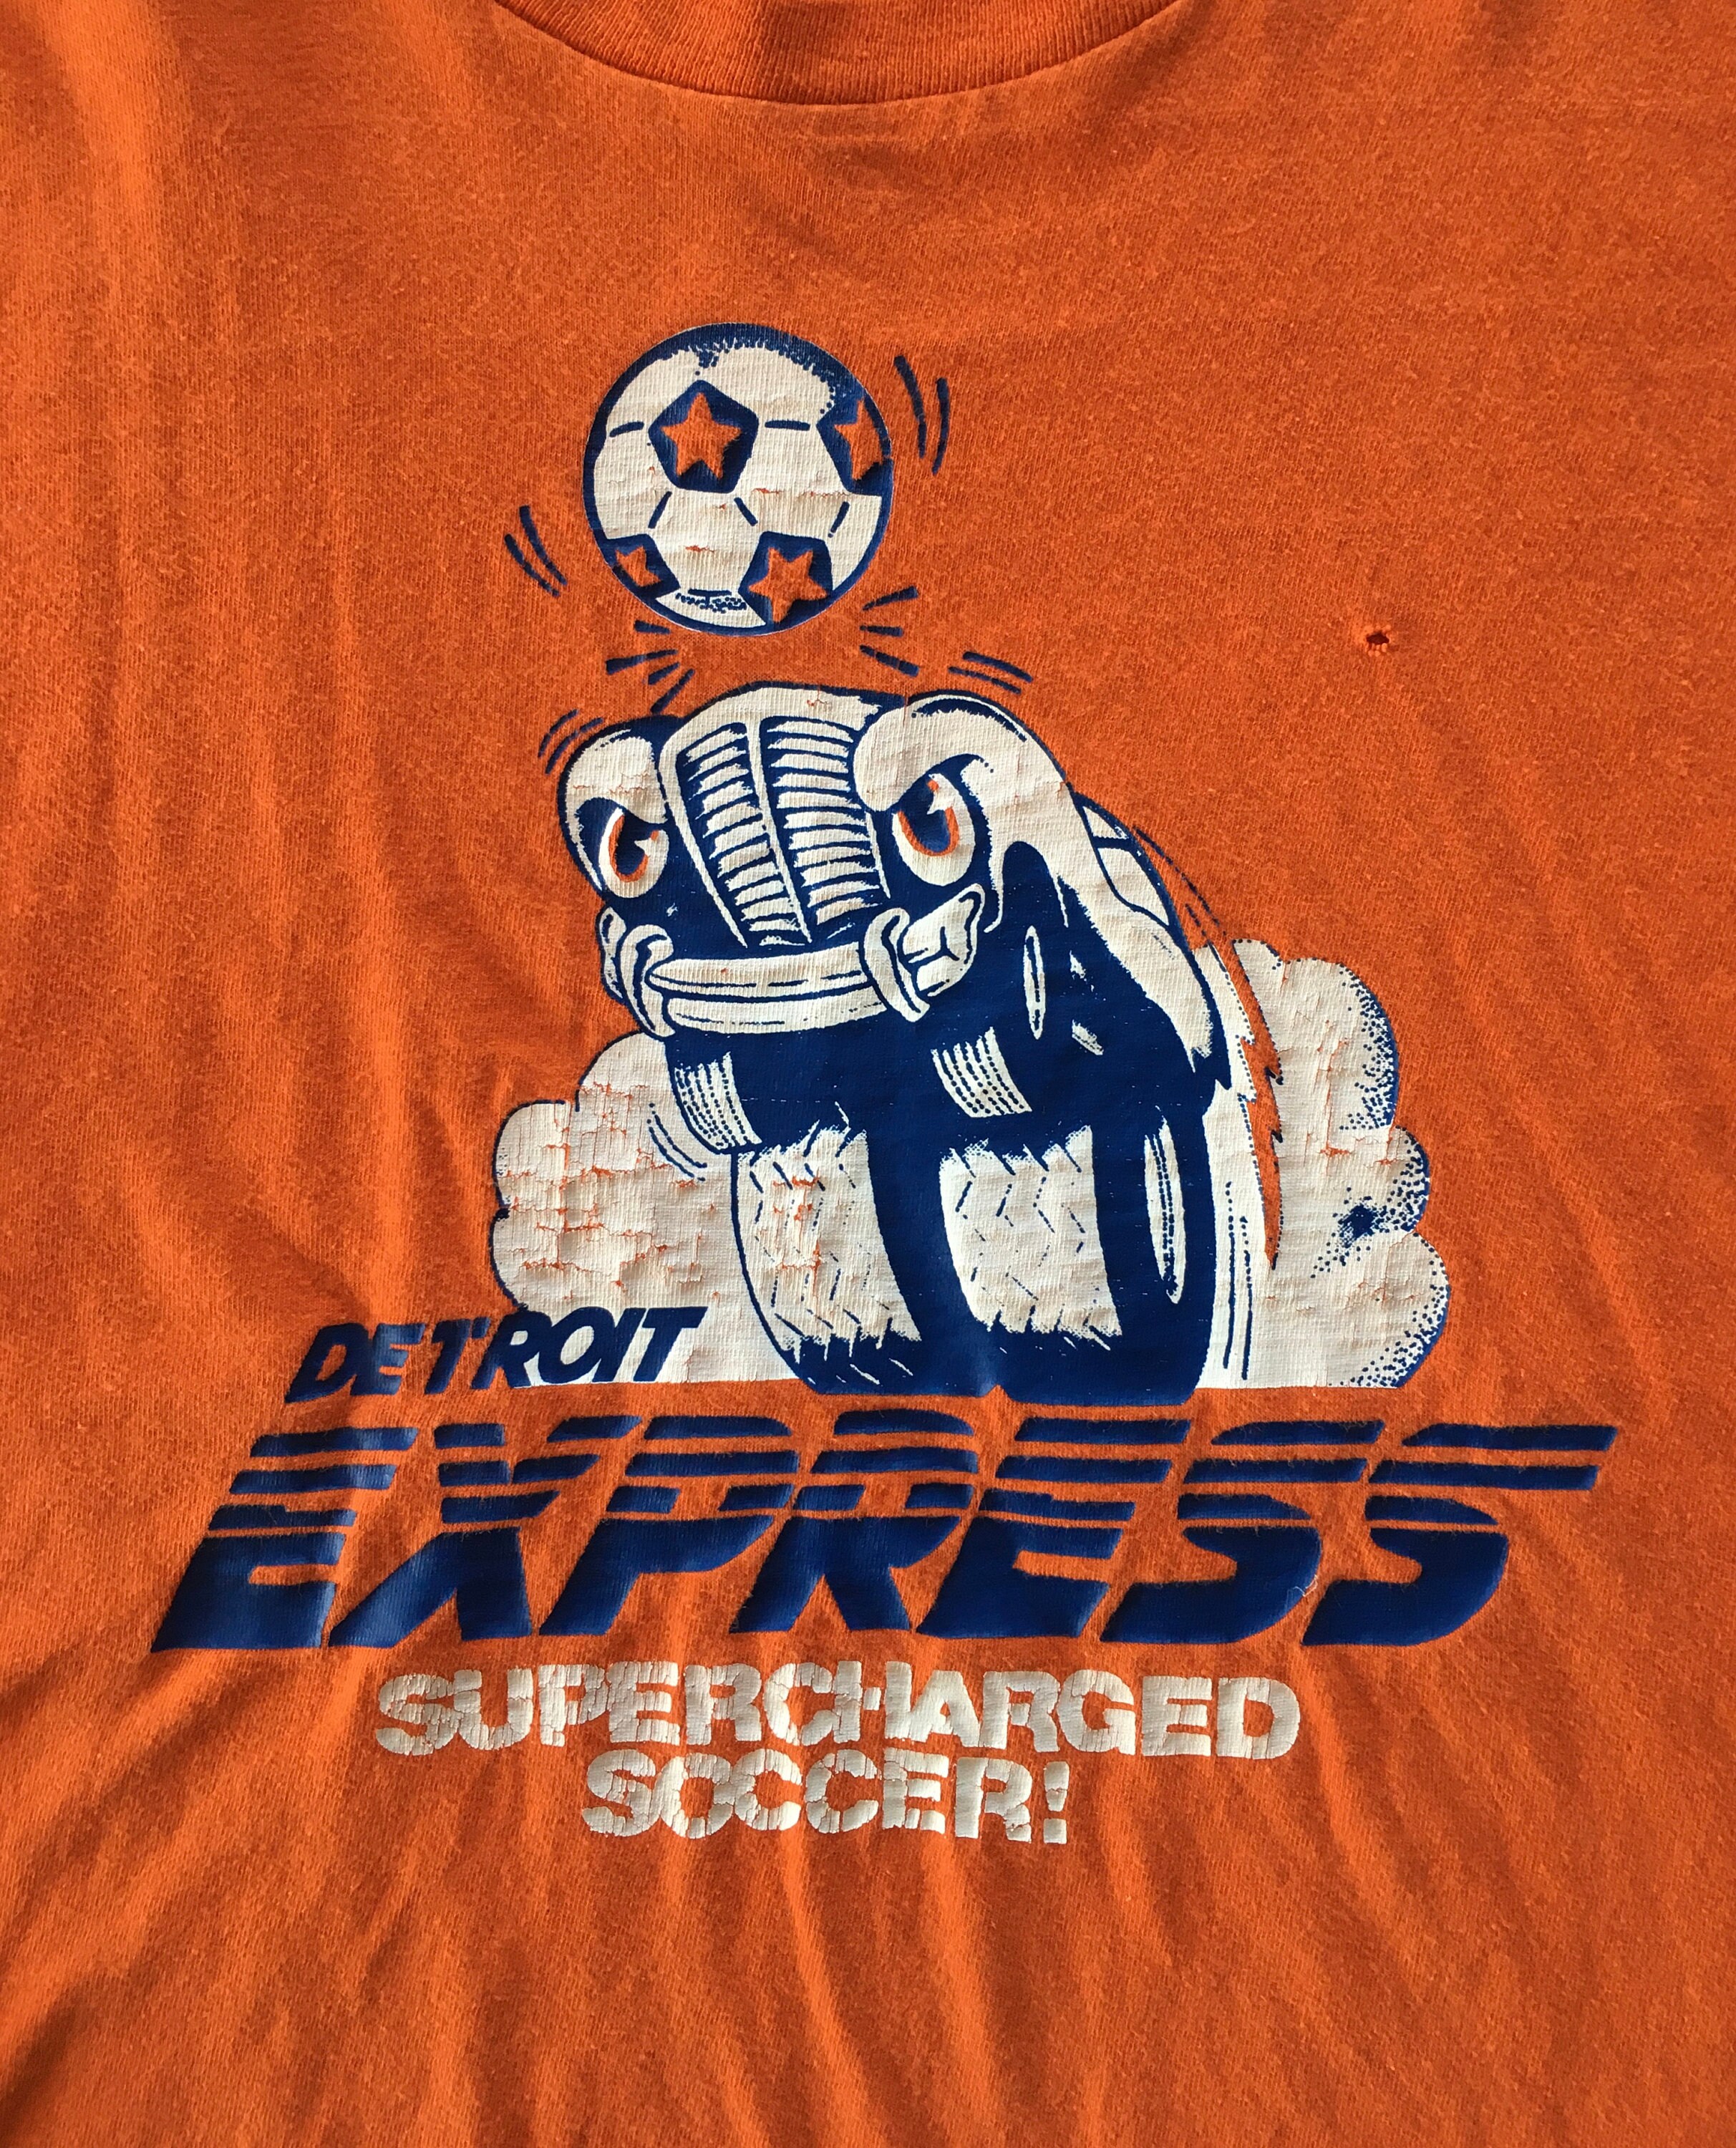 DETROIT
EXPRESS
SUPERCHARGED
SOCCER!